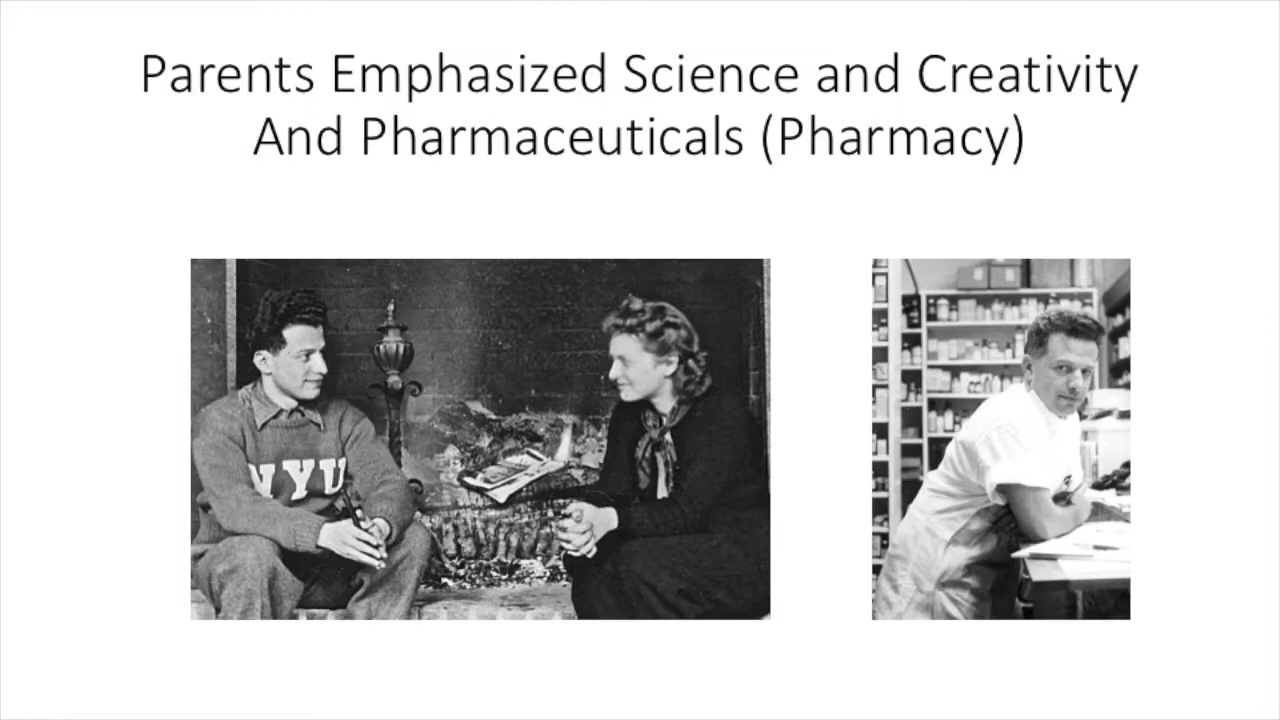 Parents Emphasized Science and Creativity
And Pharmaceuticals (Pharmacy)
NYU